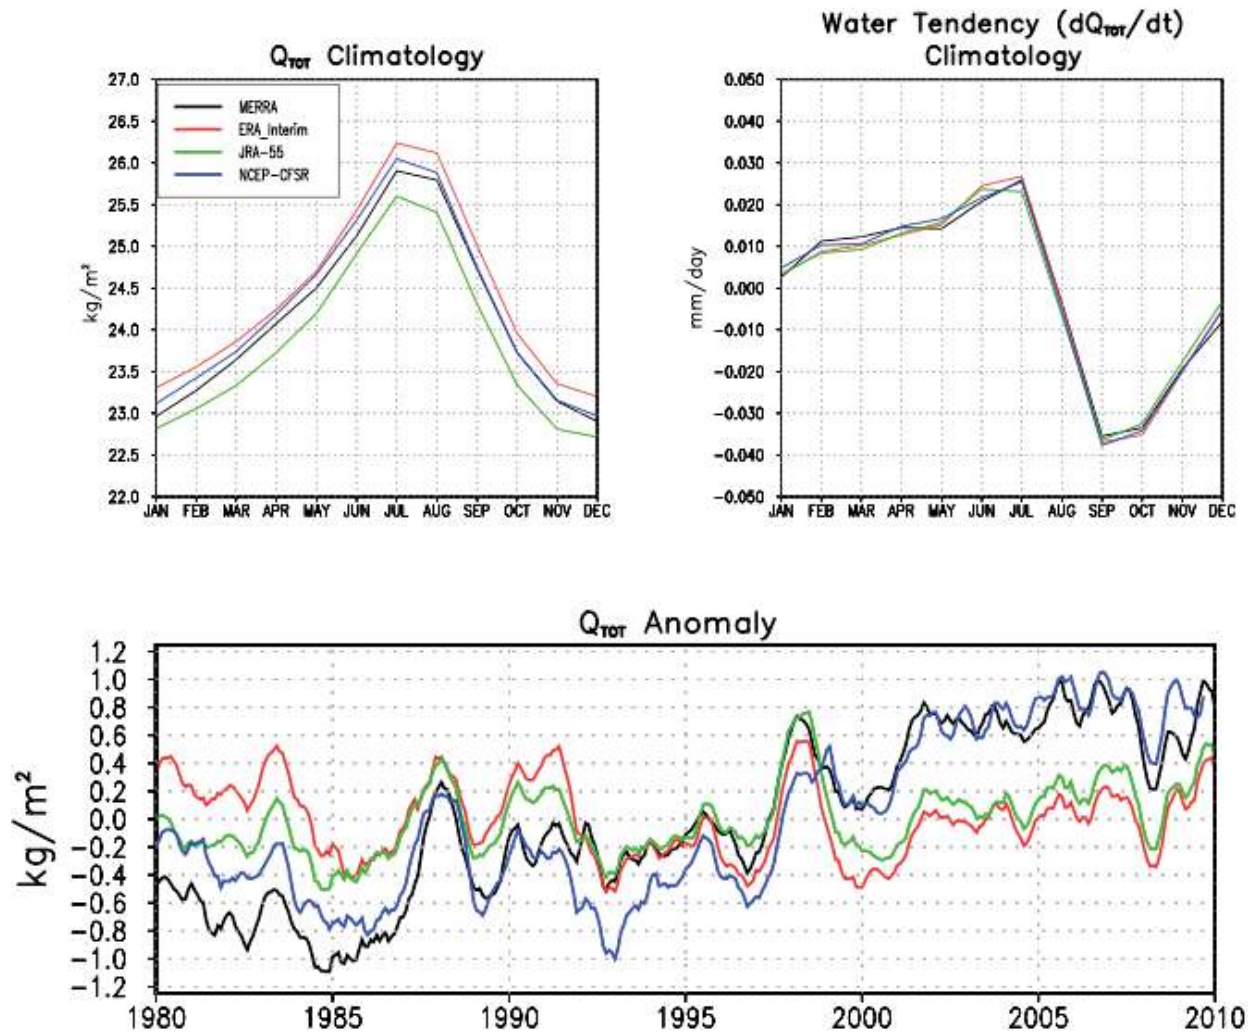 Q_TOT Climatology
kg/m²
27.0
26.5
26.0
25.5
25.0
24.5
24.0
23.5
23.0
22.5
22.0
MERRA
ERA_Interim
JRA-55
NCEP-CFSR
JAN FEB MAR APR MAY JUN JUL AUG SEP OCT NOV DEC
Water Tendency (dQ_TOT/dt)
Climatology
mm/day
0.050
0.040
0.030
0.020
0.010
0.000
-0.010
-0.020
-0.030
-0.040
-0.050
JAN FEB MAR APR MAY JUN JUL AUG SEP OCT NOV DEC
Q_TOT Anomaly
kg/m²
1.2
1.0
0.8
0.6
0.4
0.2
0.0
-0.2
-0.4
-0.6
-0.8
-1.0
-1.2
1980 1985 1990 1995 2000 2005 2010